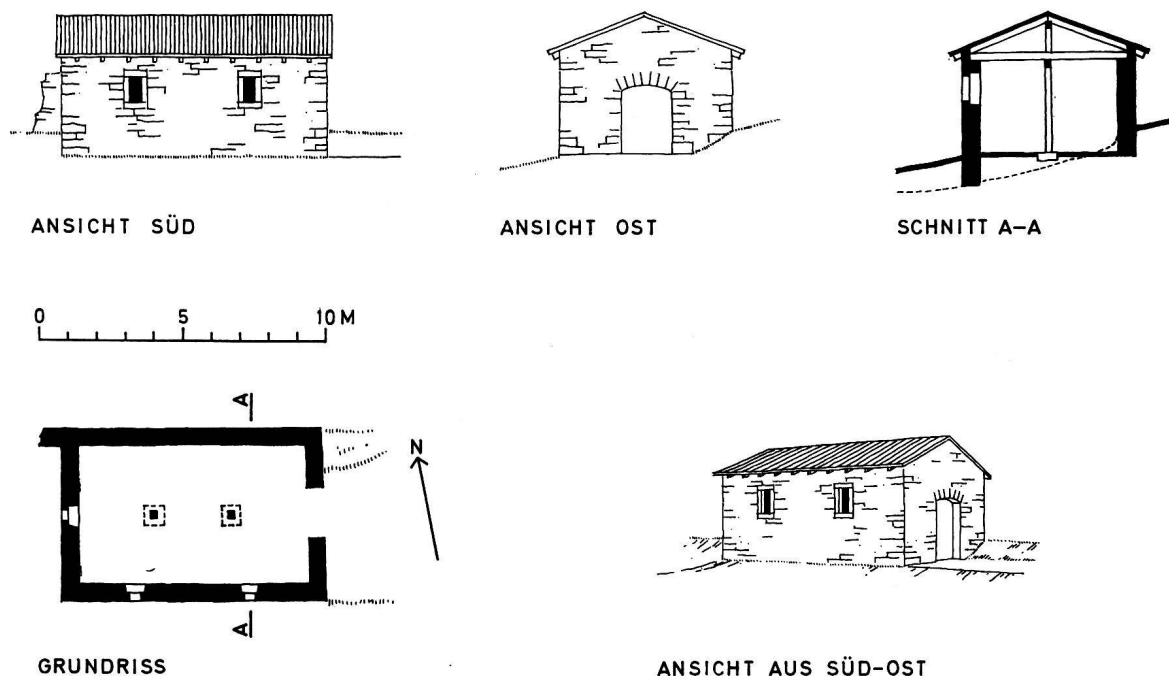 ANSICHT SÜD
ANSICHT OST
SCHNITT A–A
0 5 10 M
A
N
A
GRUNDRISS
ANSICHT AUS SÜD-OST